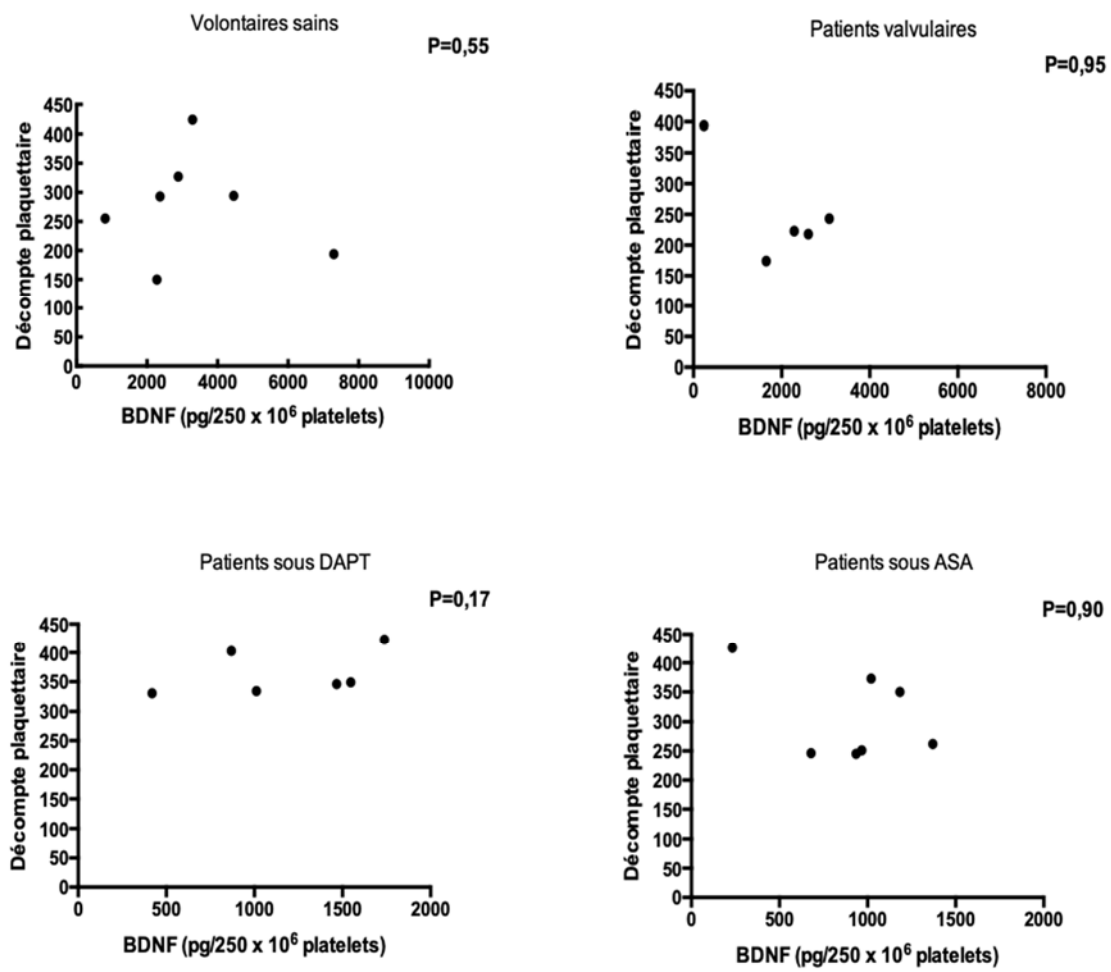 Volontaires sains
P=0,55
Décompte plaquettaire
450
400
350
300
250
200
150
100
50
0
0 2000 4000 6000 8000 10000
BDNF (pg/250 x 10⁶ platelets)
Patients valvulaires
P=0,95
Décompte plaquettaire
450
400
350
300
250
200
150
100
50
0
0 2000 4000 6000 8000
BDNF (pg/250 x 10⁶ platelets)
Patients sous DAPT
P=0,17
Décompte plaquettaire
450
400
350
300
250
200
150
100
50
0
0 500 1000 1500 2000
BDNF (pg/250 x 10⁶ platelets)
Patients sous ASA
P=0,90
Décompte plaquettaire
450
400
350
300
250
200
150
100
50
0
0 500 1000 1500 2000
BDNF (pg/250 x 10⁶ platelets)